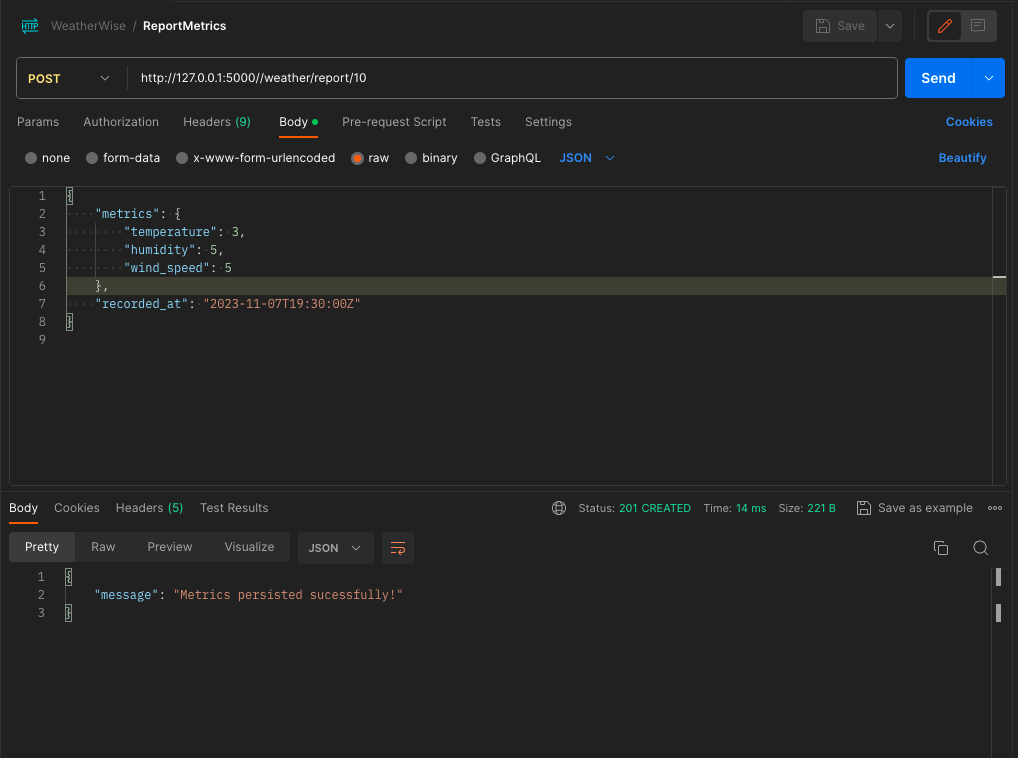 HTTP WeatherWise / ReportMetrics Save
POST http://127.0.0.1:5000//weather/report/10 Send
Params Authorization Headers (9) Body Pre-request Script Tests Settings Cookies
none form-data x-www-form-urlencoded raw binary GraphQL JSON Beautify
1 {
2 "metrics": {
3 "temperature": 3,
4 "humidity": 5,
5 "wind_speed": 5
6 },
7 "recorded_at": "2023-11-07T19:30:00Z"
8 }
9
Body Cookies Headers (5) Test Results Status: 201 CREATED Time: 14 ms Size: 221 B Save as example
Pretty Raw Preview Visualize JSON
1 {
2 "message": "Metrics persisted sucessfully!"
3 }